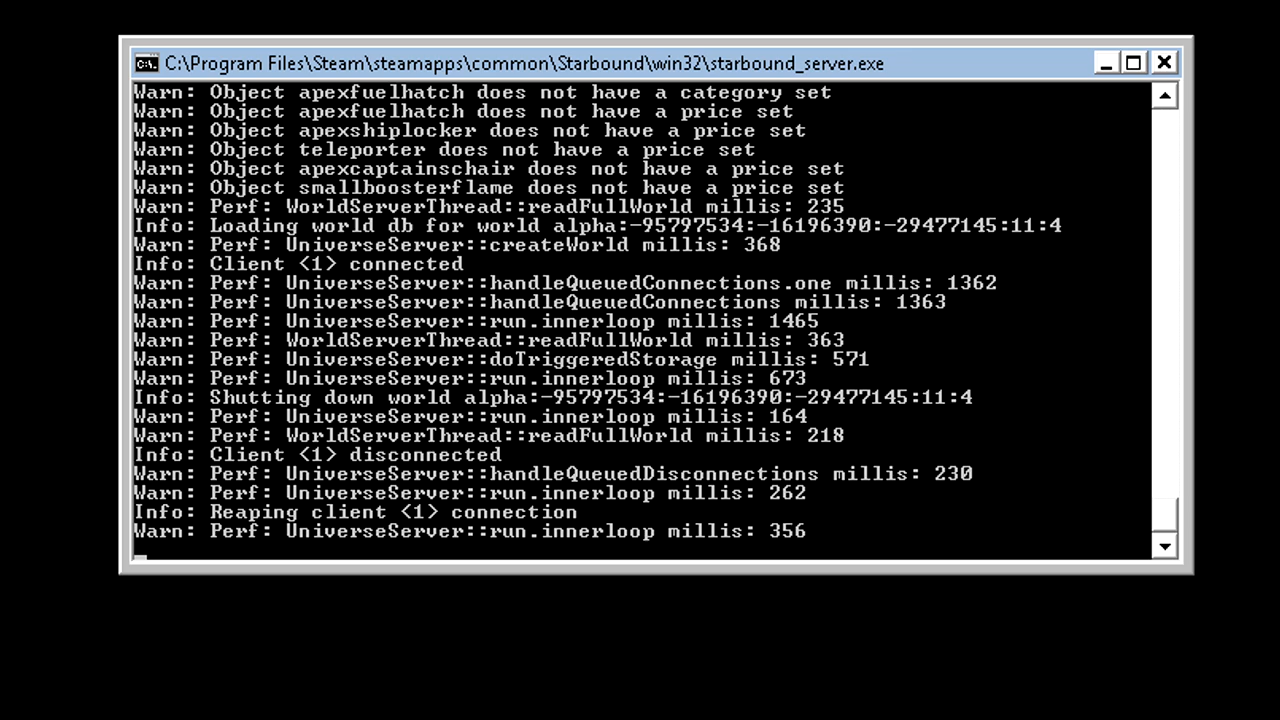 C:\Program Files\Steam\steamapps\common\Starbound\win32\starbound_server.exe
Warn: Object apexfuelhatch does not have a category set
Warn: Object apexfuelhatch does not have a price set
Warn: Object apexshiplocker does not have a price set
Warn: Object teleporter does not have a price set
Warn: Object apexcaptainschair does not have a price set
Warn: Object smallboosterflame does not have a price set
Warn: Perf: WorldServerThread::readFullWorld millis: 235
Info: Loading world db for world alpha:-95797534:-16196390:-29477145:11:4
Warn: Perf: UniverseServer::createWorld millis: 368
Info: Client <1> connected
Warn: Perf: UniverseServer::handleQueuedConnections.one millis: 1362
Warn: Perf: UniverseServer::handleQueuedConnections millis: 1363
Warn: Perf: UniverseServer::run.innerloop millis: 1465
Warn: Perf: WorldServerThread::readFullWorld millis: 363
Warn: Perf: UniverseServer::doTriggeredStorage millis: 571
Warn: Perf: UniverseServer::run.innerloop millis: 673
Info: Shutting down world alpha:-95797534:-16196390:-29477145:11:4
Warn: Perf: UniverseServer::run.innerloop millis: 164
Warn: Perf: WorldServerThread::readFullWorld millis: 218
Info: Client <1> disconnected
Warn: Perf: UniverseServer::handleQueuedDisconnections millis: 230
Warn: Perf: UniverseServer::run.innerloop millis: 262
Info: Reaping client <1> connection
Warn: Perf: UniverseServer::run.innerloop millis: 356